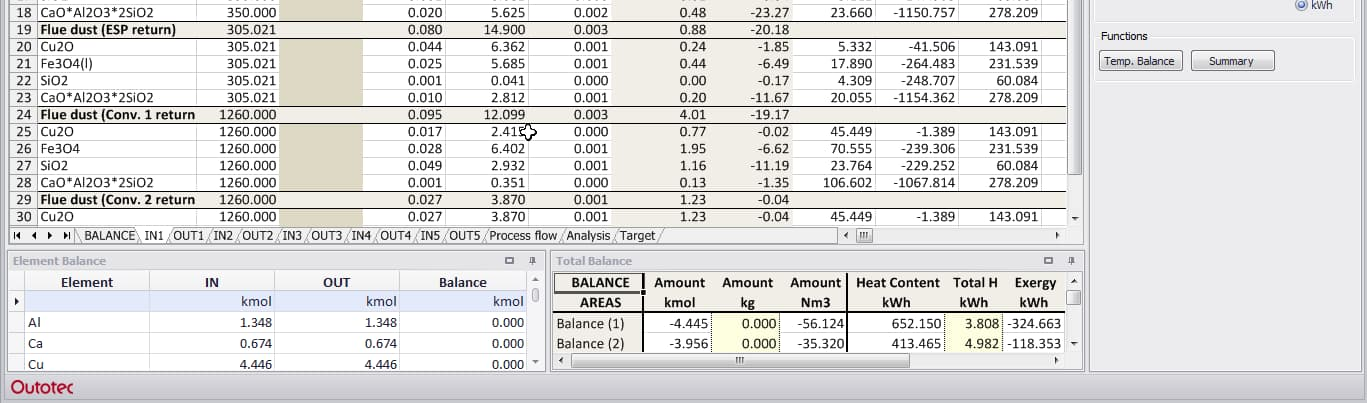 18 CaO*Al2O3*2SiO2 350.000 0.020 5.625 0.002 0.48 -23.27 23.660 -1150.757 278.209
kWh
19 Flue dust (ESP return) 305.021 0.080 14.900 0.003 0.88 -20.18
Functions
20 Cu2O 305.021 0.044 6.362 0.001 0.24 -1.85 5.332 -41.506 143.091
21 Fe3O4(l) 305.021 0.025 5.685 0.001 0.44 -6.49 17.890 -264.483 231.539
Temp. Balance Summary
22 SiO2 305.021 0.001 0.041 0.000 0.00 -0.17 4.309 -248.707 60.084
23 CaO*Al2O3*2SiO2 305.021 0.010 2.812 0.001 0.20 -11.67 20.055 -1154.362 278.209
24 Flue dust (Conv. 1 return 1260.000 0.095 12.099 0.003 4.01 -19.17
25 Cu2O 1260.000 0.017 0.000 0.77 -0.02 45.449 -1.389 143.091
26 Fe3O4 1260.000 0.028 6.402 0.001 1.95 -6.62 70.555 -239.306 231.539
27 SiO2 1260.000 0.049 2.932 0.001 1.16 -11.19 23.764 -229.252 60.084
28 CaO*Al2O3*2SiO2 1260.000 0.001 0.351 0.000 0.13 -1.35 106.602 -1067.814 278.209
29 Flue dust (Conv. 2 return 1260.000 0.027 3.870 0.001 1.23 -0.04
30 Cu2O 1260.000 0.027 3.870 0.001 1.23 -0.04 45.449 -1.389 143.091
BALANCE IN1 OUT1 IN2 OUT2 IN3 OUT3 IN4 OUT4 IN5 OUT5 Process flow Analysis Target
Element Balance
Element IN OUT Balance
kmol kmol kmol
Al 1.348 1.348 0.000
Ca 0.674 0.674 0.000
Cu 4.446 4.446 0.000
Total Balance
BALANCE Amount Amount Amount Heat Content Total H Exergy
AREAS kmol kg Nm3 kWh kWh kWh
Balance (1) -4.445 0.000 -56.124 652.150 3.808 -324.663
Balance (2) -3.956 0.000 -35.320 413.465 4.982 -118.353
Outotec